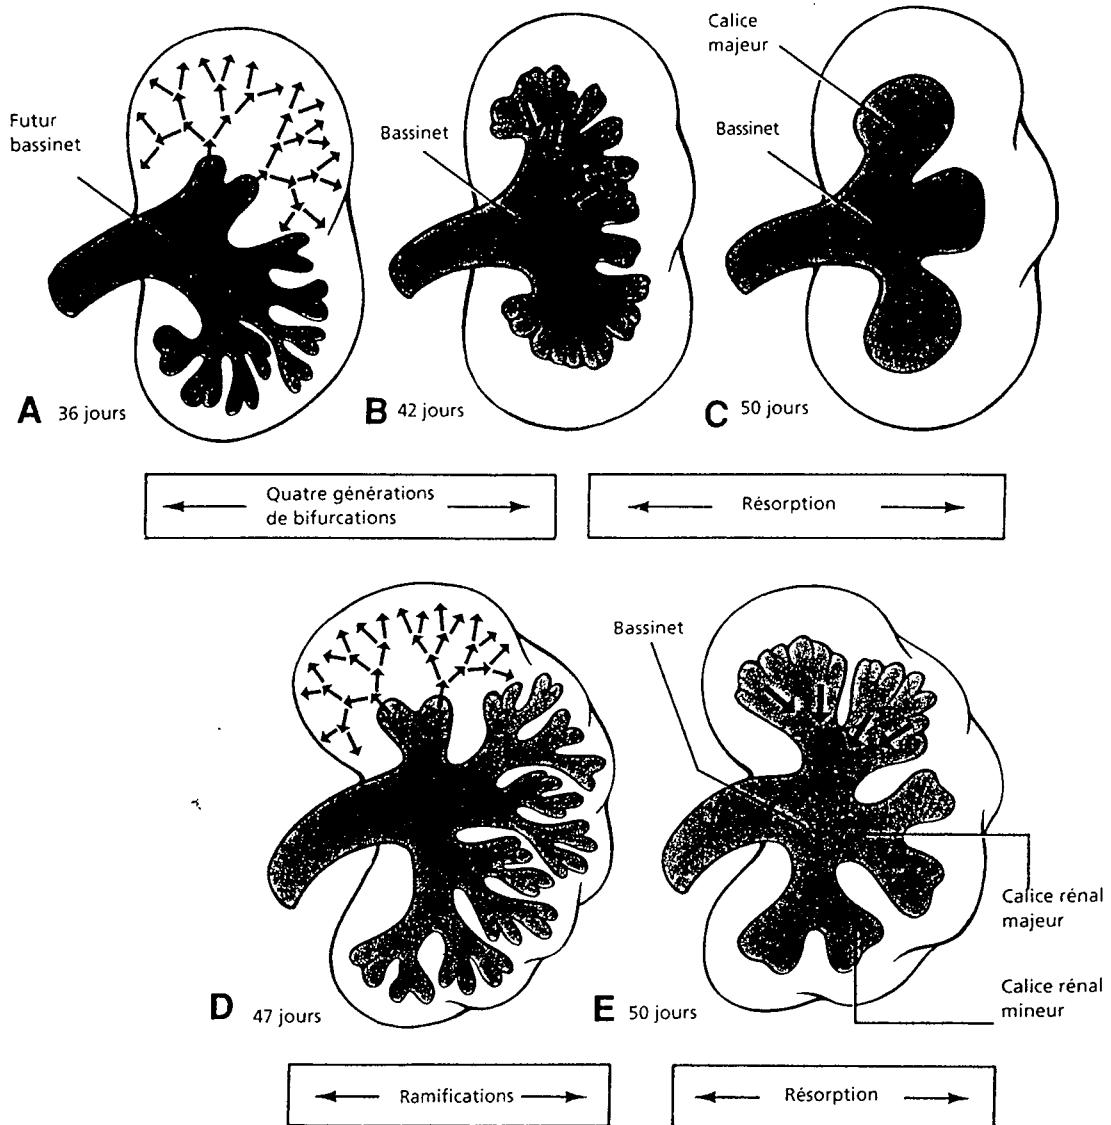 Calice
majeur
Futur
bassinet
Bassinet
Bassinet
A 36 jours
B 42 jours
C 50 jours
Quatre générations
de bifurcations
Résorption
Bassinet
Calice rénal
majeur
Calice rénal
mineur
D 47 jours
E 50 jours
Ramifications
Résorption